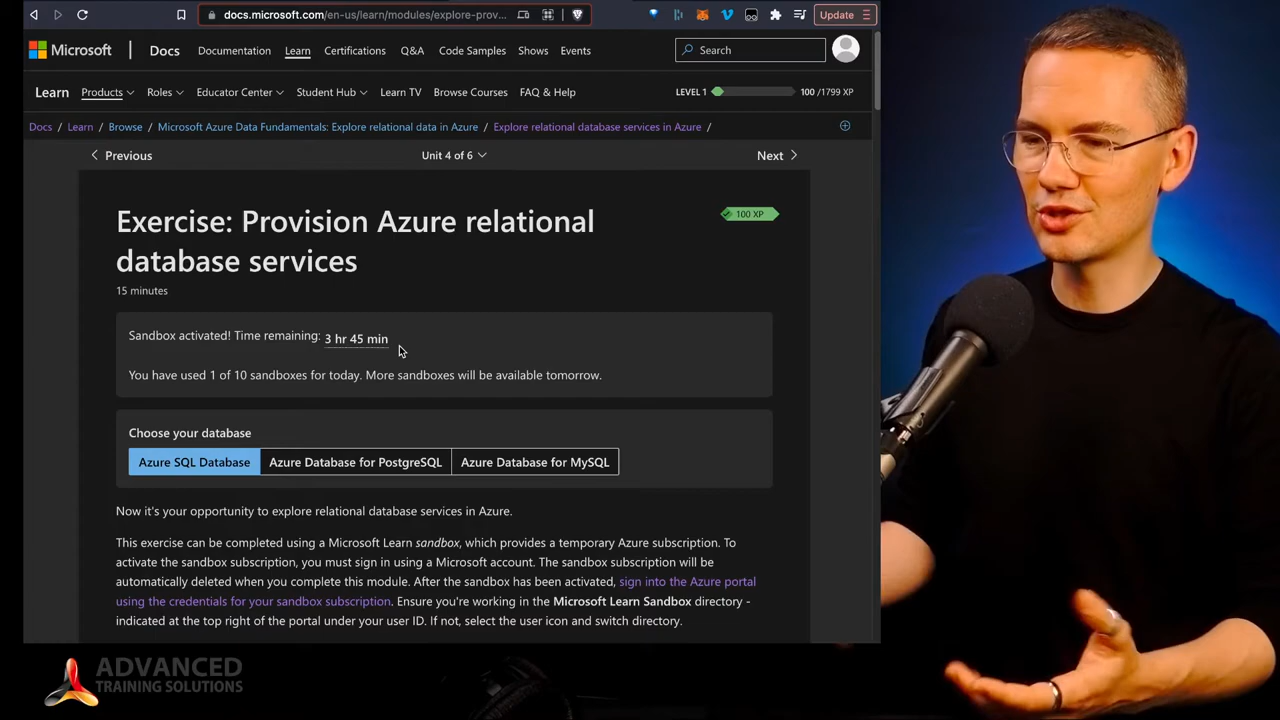 docs.microsoft.com/en-us/learn/modules/explore-prov...
Update
Microsoft
Docs
Documentation
Learn
Certifications
Q&A
Code Samples
Shows
Events
Search
Learn
Products
Roles
Educator Center
Student Hub
Learn TV
Browse Courses
FAQ & Help
LEVEL 1
100 /1799 XP
Docs / Learn / Browse / Microsoft Azure Data Fundamentals: Explore relational data in Azure / Explore relational database services in Azure /
Previous
Unit 4 of 6
Next
Exercise: Provision Azure relational
database services
100 XP
15 minutes
Sandbox activated! Time remaining: 3 hr 45 min
You have used 1 of 10 sandboxes for today. More sandboxes will be available tomorrow.
Choose your database
Azure SQL Database
Azure Database for PostgreSQL
Azure Database for MySQL
Now it's your opportunity to explore relational database services in Azure.
This exercise can be completed using a Microsoft Learn sandbox, which provides a temporary Azure subscription. To
activate the sandbox subscription, you must sign in using a Microsoft account. The sandbox subscription will be
automatically deleted when you complete this module. After the sandbox has been activated, sign into the Azure portal
using the credentials for your sandbox subscription. Ensure you're working in the Microsoft Learn Sandbox directory -
indicated at the top right of the portal under your user ID. If not, select the user icon and switch directory.
ADVANCED
TRAINING SOLUTIONS